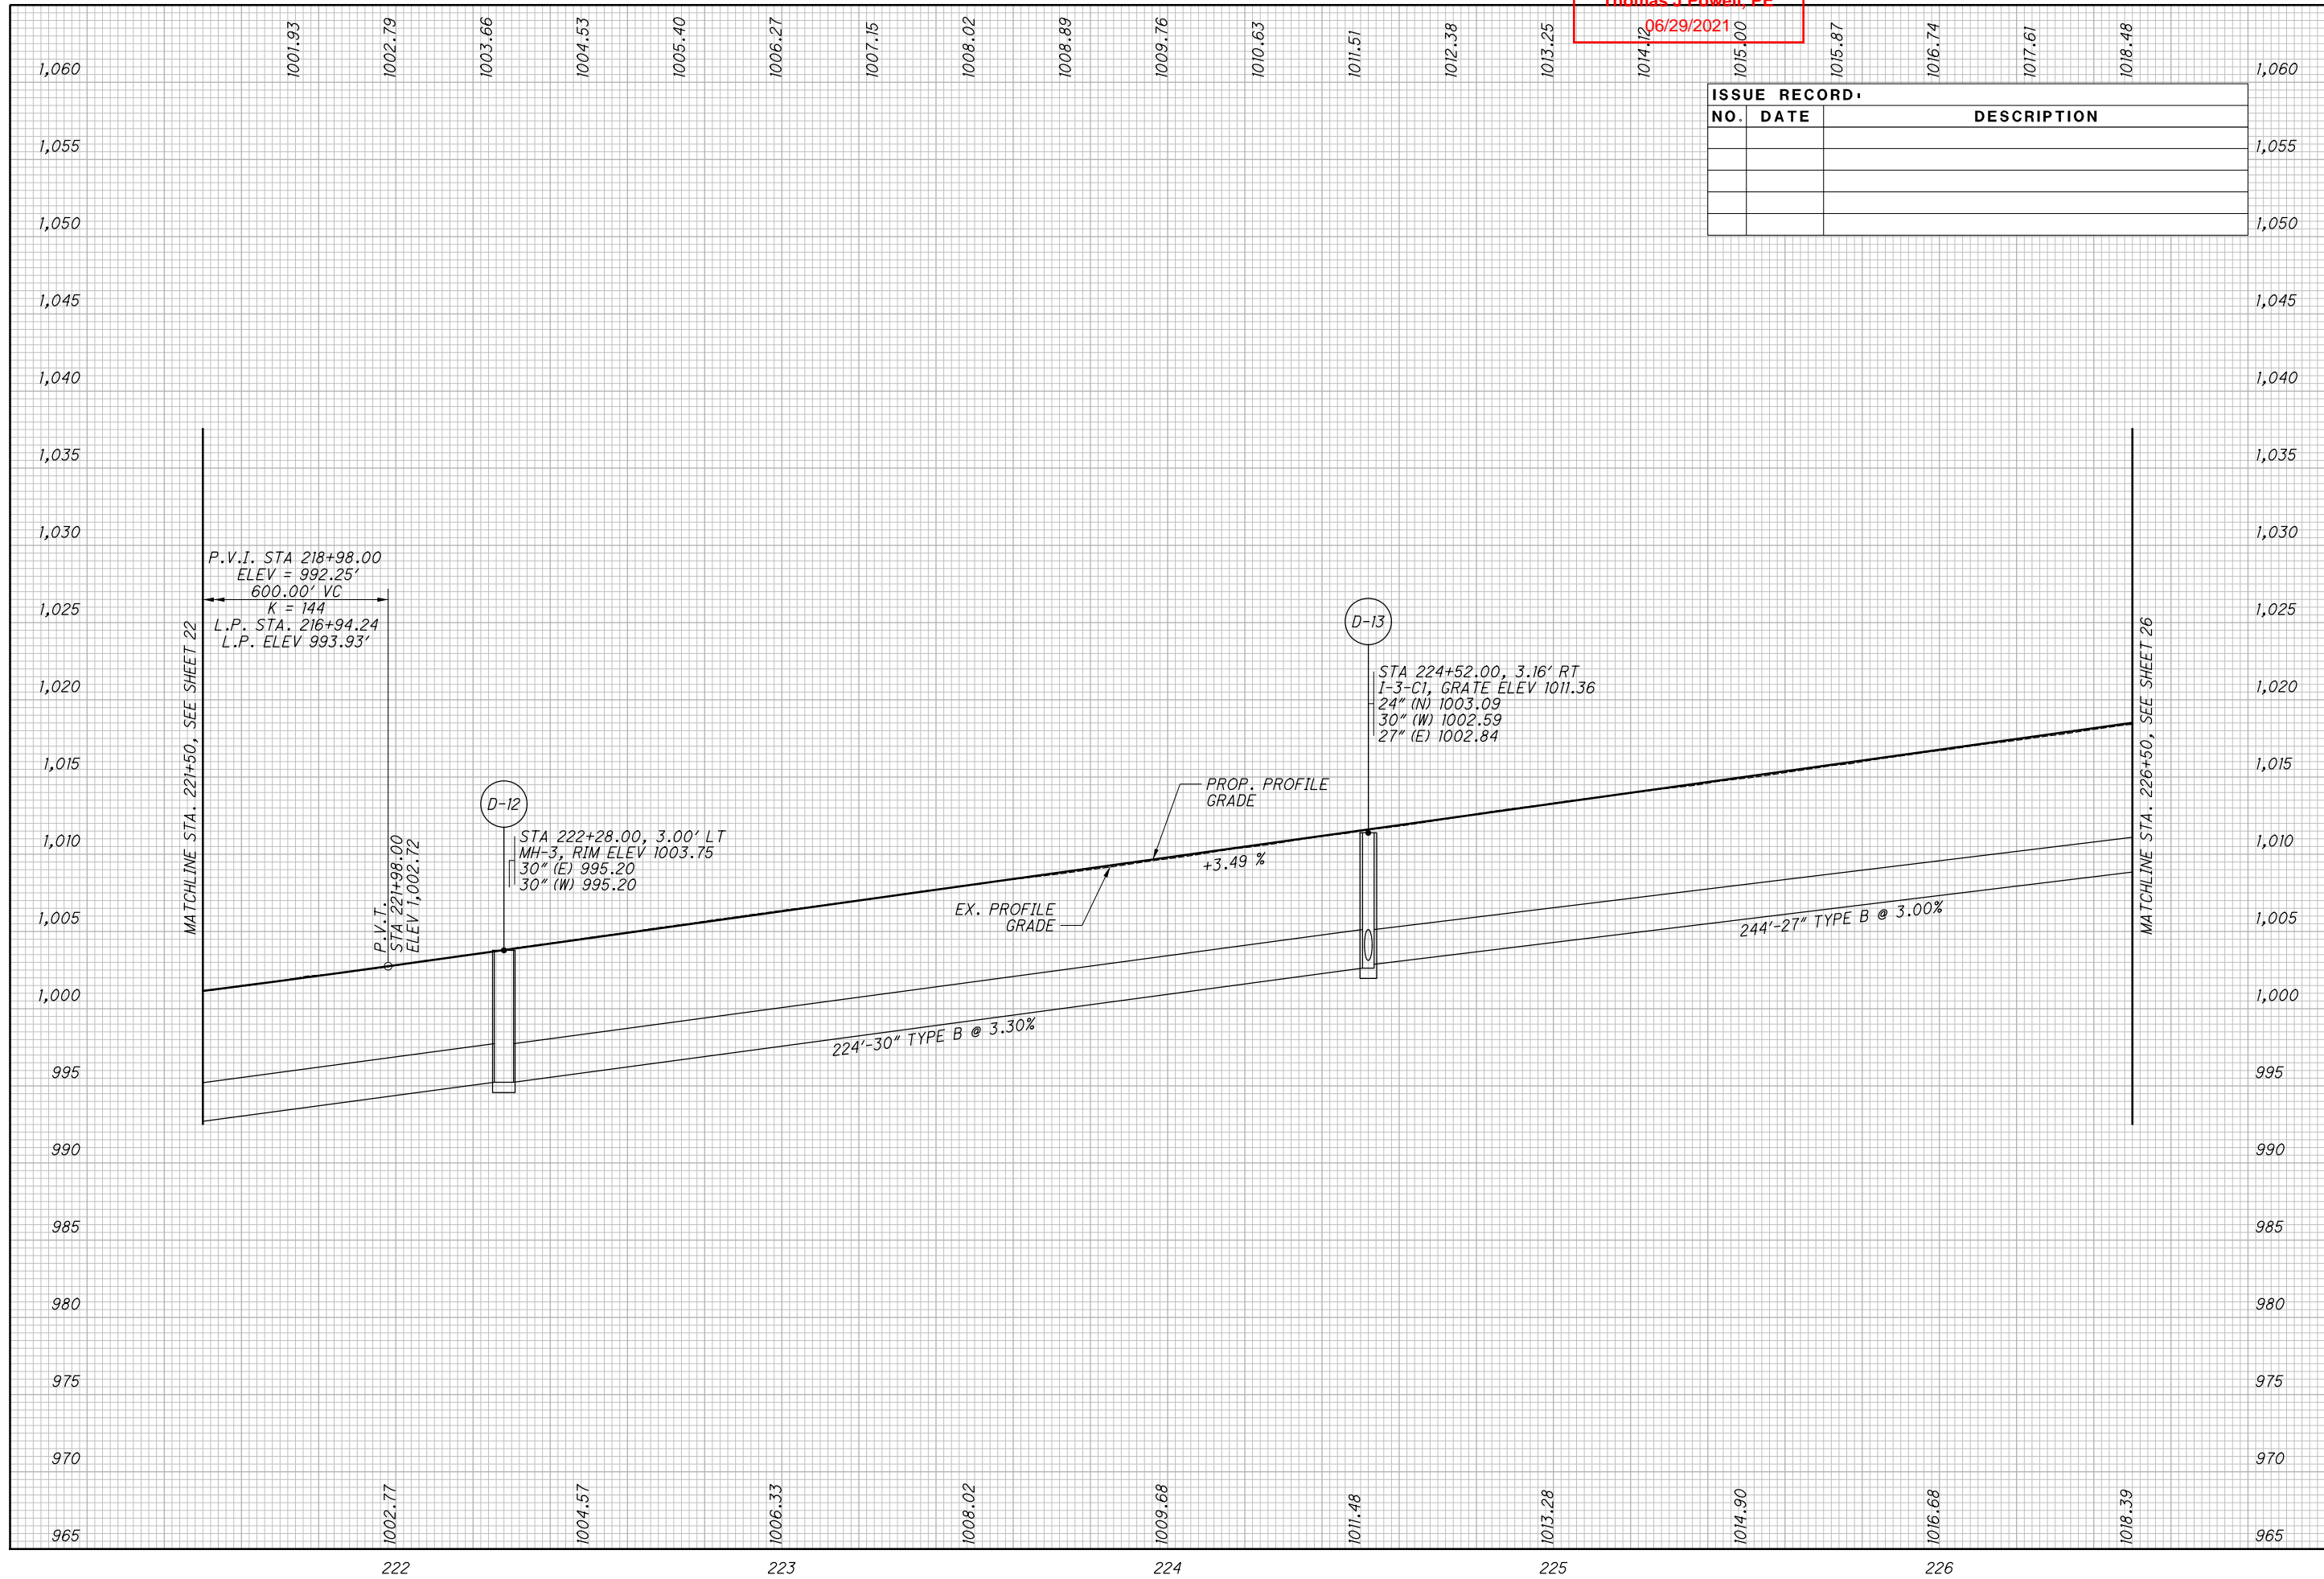 Thomas J Powell, PE
06/29/2021
1001.93 1002.79 1003.66 1004.53 1005.40 1006.27 1007.15 1008.02 1008.89 1009.76 1010.63 1011.51 1012.38 1013.25 1014.12 1015.00 1015.87 1016.74 1017.61 1018.48
ISSUE RECORD:
NO. DATE DESCRIPTION
1,060 1,060
1,055 1,055
1,050 1,050
1,045 1,045
1,040 1,040
1,035 1,035
1,030 1,030
1,025 1,025
1,020 1,020
1,015 1,015
1,010 1,010
1,005 1,005
1,000 1,000
995 995
990 990
985 985
980 980
975 975
970 970
965 965
MATCHLINE STA. 221+50, SEE SHEET 22
P.V.I. STA 218+98.00
ELEV = 992.25'
600.00' VC
K = 144
L.P. STA. 216+94.24
L.P. ELEV 993.93'
P.V.T.
STA 221+98.00
ELEV 1,002.72
D-12
STA 222+28.00, 3.00' LT
MH-3, RIM ELEV 1003.75
30" (E) 995.20
30" (W) 995.20
D-13
STA 224+52.00, 3.16' RT
I-3-C1, GRATE ELEV 1011.36
24" (N) 1003.09
30" (W) 1002.59
27" (E) 1002.84
PROP. PROFILE
GRADE
+3.49 %
EX. PROFILE
GRADE
224'-30" TYPE B @ 3.30%
244'-27" TYPE B @ 3.00%
MATCHLINE STA. 226+50, SEE SHEET 26
1002.77 1004.57 1006.33 1008.02 1009.68 1011.48 1013.28 1014.90 1016.68 1018.39
222 223 224 225 226